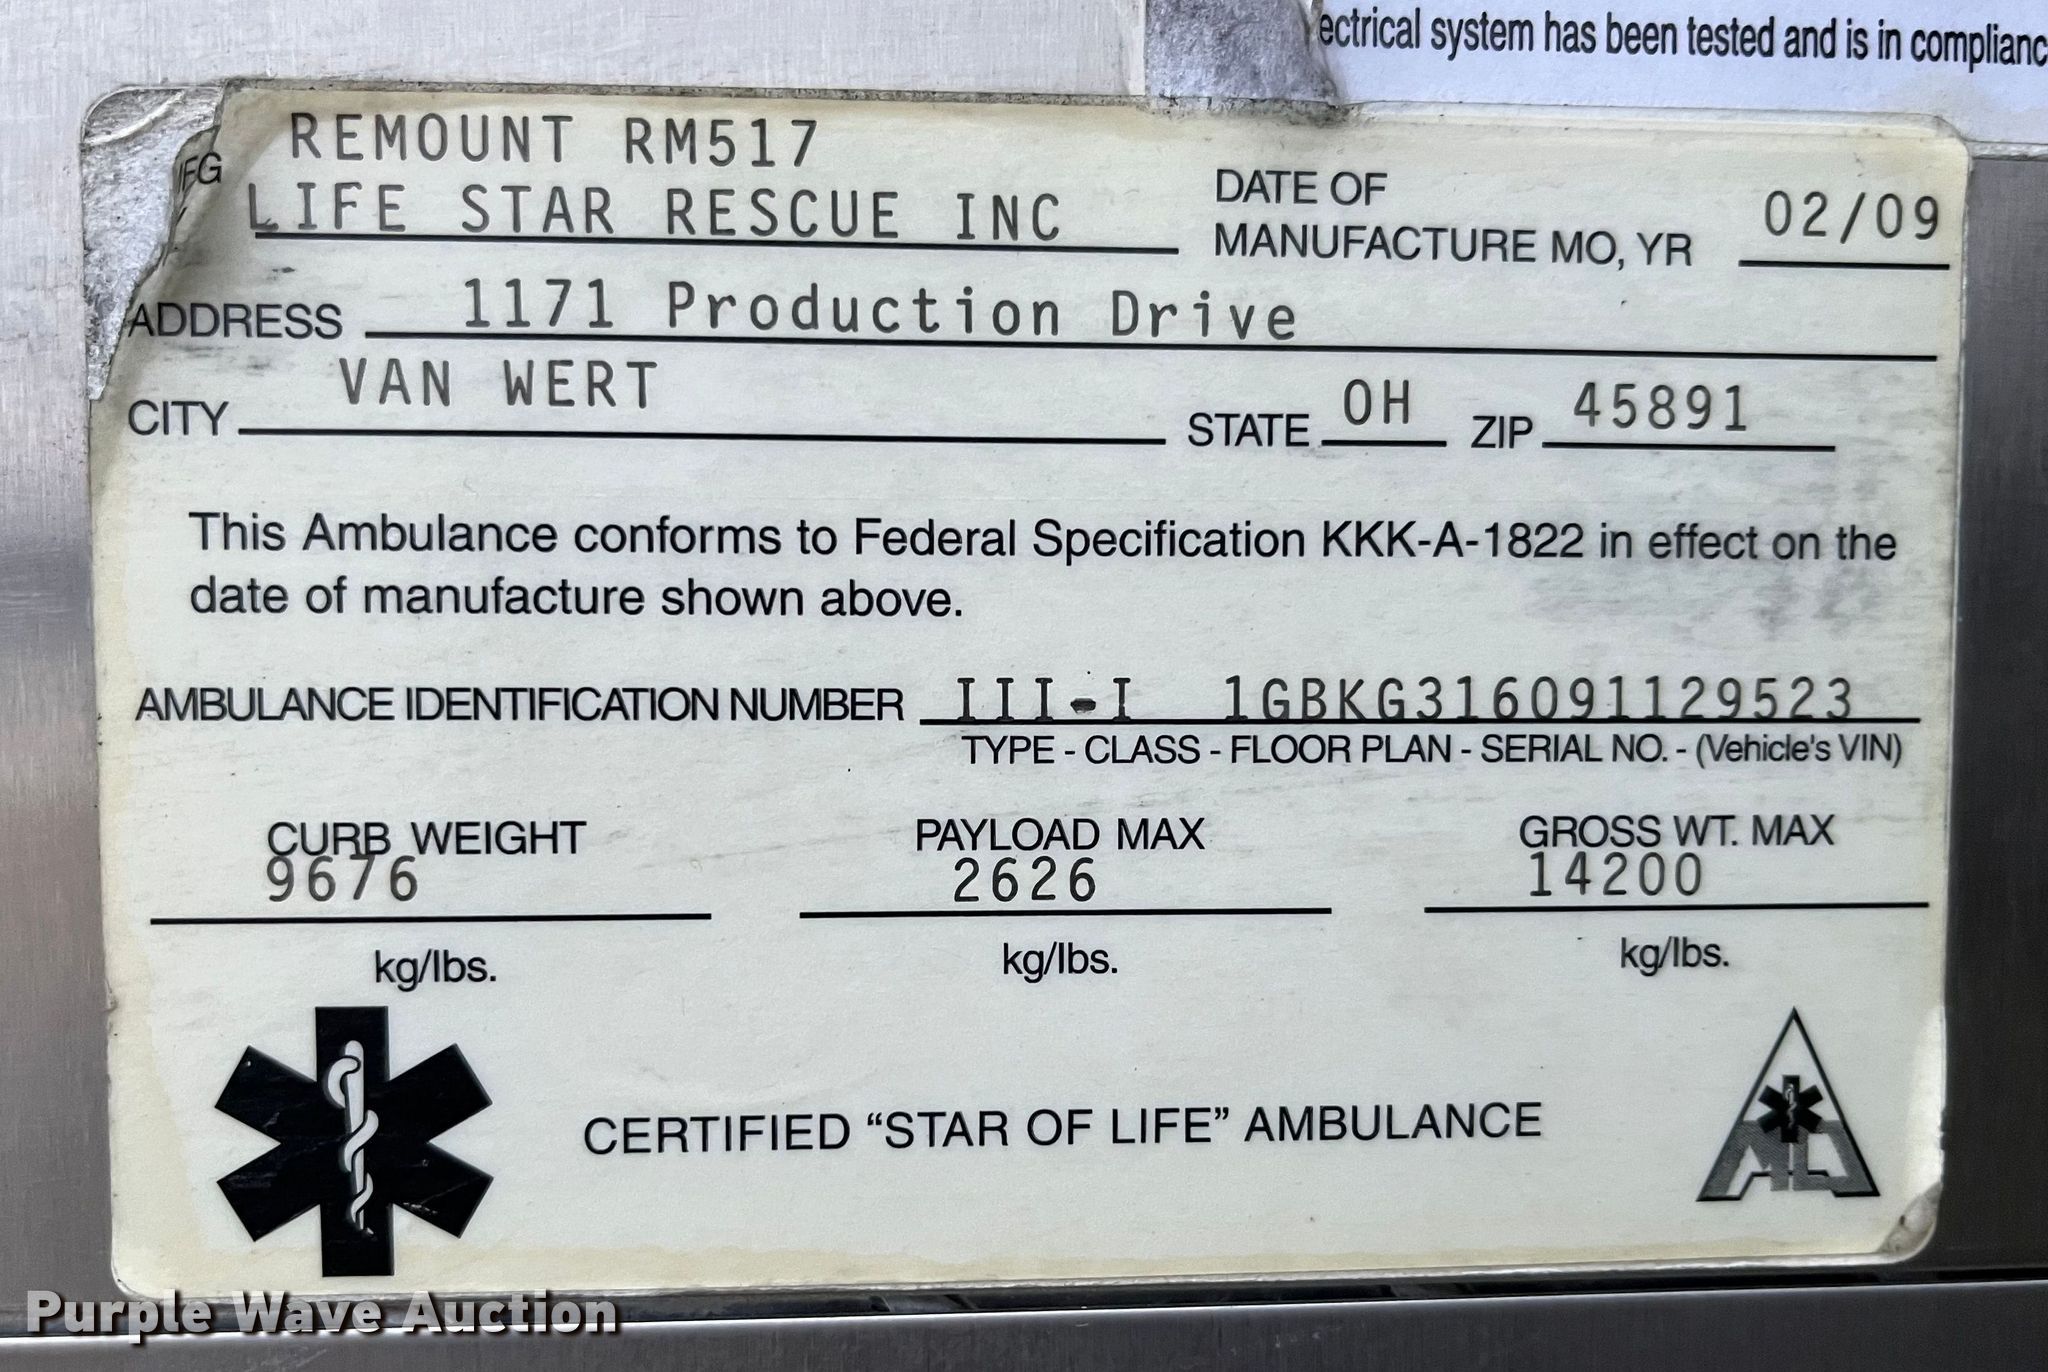 ectrical system has been tested and is in complianc
REMOUNT RM517
MFG
LIFE STAR RESCUE INC
DATE OF
MANUFACTURE MO, YR 02/09
ADDRESS 1171 Production Drive
CITY VAN WERT STATE OH ZIP 45891
This Ambulance conforms to Federal Specification KKK-A-1822 in effect on the
date of manufacture shown above.
AMBULANCE IDENTIFICATION NUMBER III-I 1GBKG316091129523
TYPE - CLASS - FLOOR PLAN - SERIAL NO. - (Vehicle's VIN)
CURB WEIGHT PAYLOAD MAX GROSS WT. MAX
9676 2626 14200
kg/lbs. kg/lbs. kg/lbs.
CERTIFIED “STAR OF LIFE” AMBULANCE
AMD
Purple Wave Auction